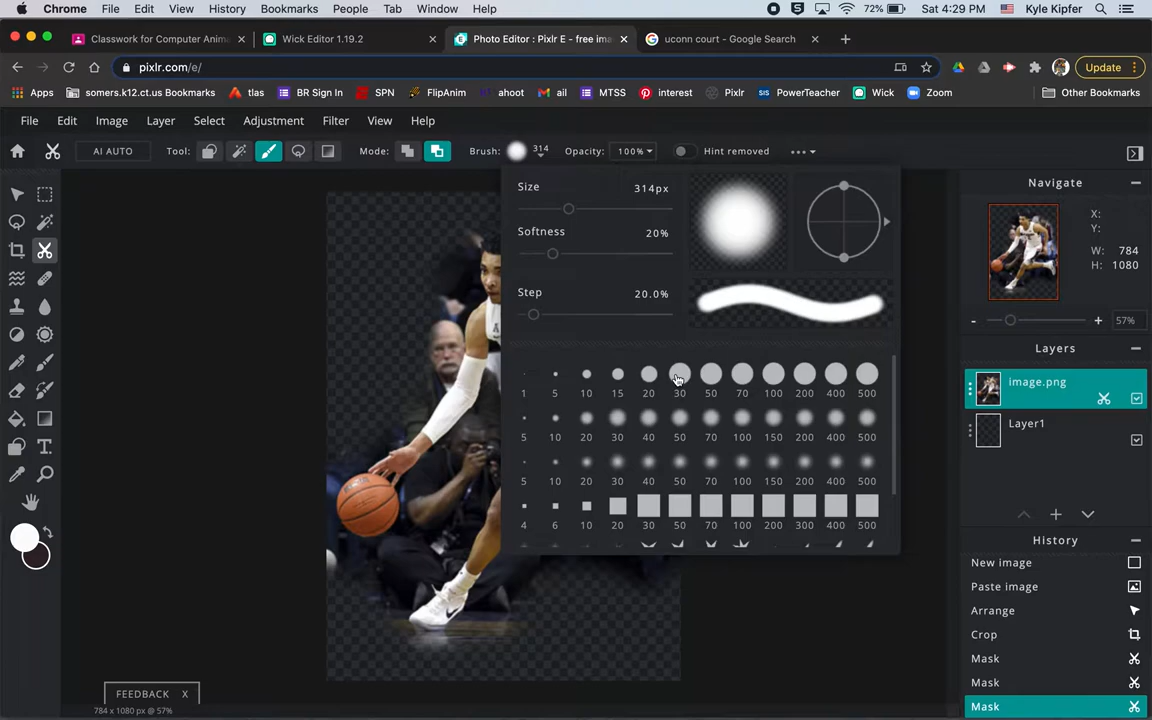 Chrome File Edit View History Bookmarks People Tab Window Help 72% Sat 4:29 PM Kyle Kipfer
Classwork for Computer Anima Wick Editor 1.19.2 Photo Editor : Pixlr E - free ima uconn court - Google Search
pixlr.com/e/ Update
Apps somers.k12.ct.us Bookmarks tlas BR Sign In SPN FlipAnim ahoot ail MTSS interest Pixlr SIS PowerTeacher Wick Zoom Other Bookmarks
File Edit Image Layer Select Adjustment Filter View Help
AI AUTO Tool: Mode: Brush: 314 Opacity: 100% Hint removed
Navigate
Size 314px
Softness 20%
Step 20.0%
X:
Y:
W: 784
H: 1080
- + 57%
Layers
image.png
Layer1
1 5 10 15 20 30 50 70 100 200 400 500
5 10 20 30 40 50 70 100 150 200 400 500
5 10 20 30 40 50 70 100 150 200 400 500
4 6 10 20 30 50 70 100 200 300 400 500
History
New image
Paste image
Arrange
Crop
Mask
Mask
Mask
FEEDBACK X
784 x 1080 px @ 57%